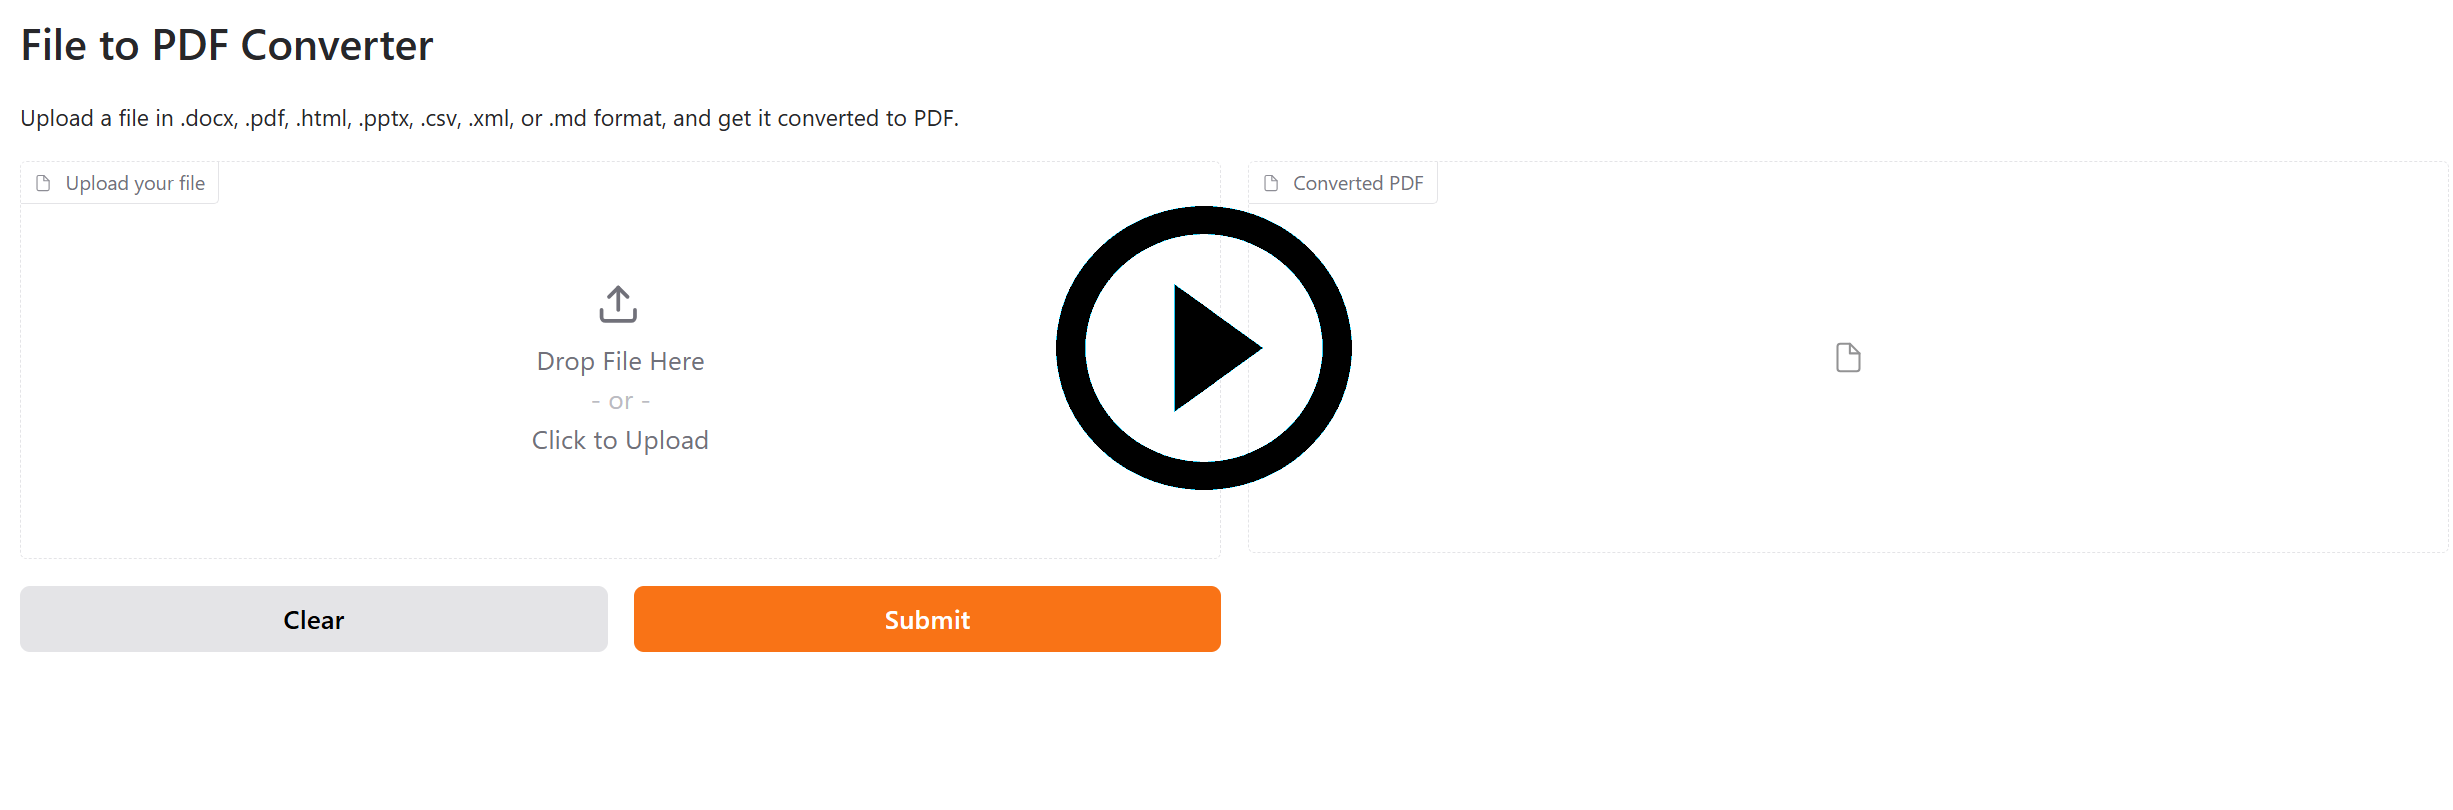 File to PDF Converter
Upload a file in .docx, .pdf, .html, .pptx, .csv, .xml, or .md format, and get it converted to PDF.
Upload your file
Drop File Here
- or -
Click to Upload
Converted PDF
Clear
Submit